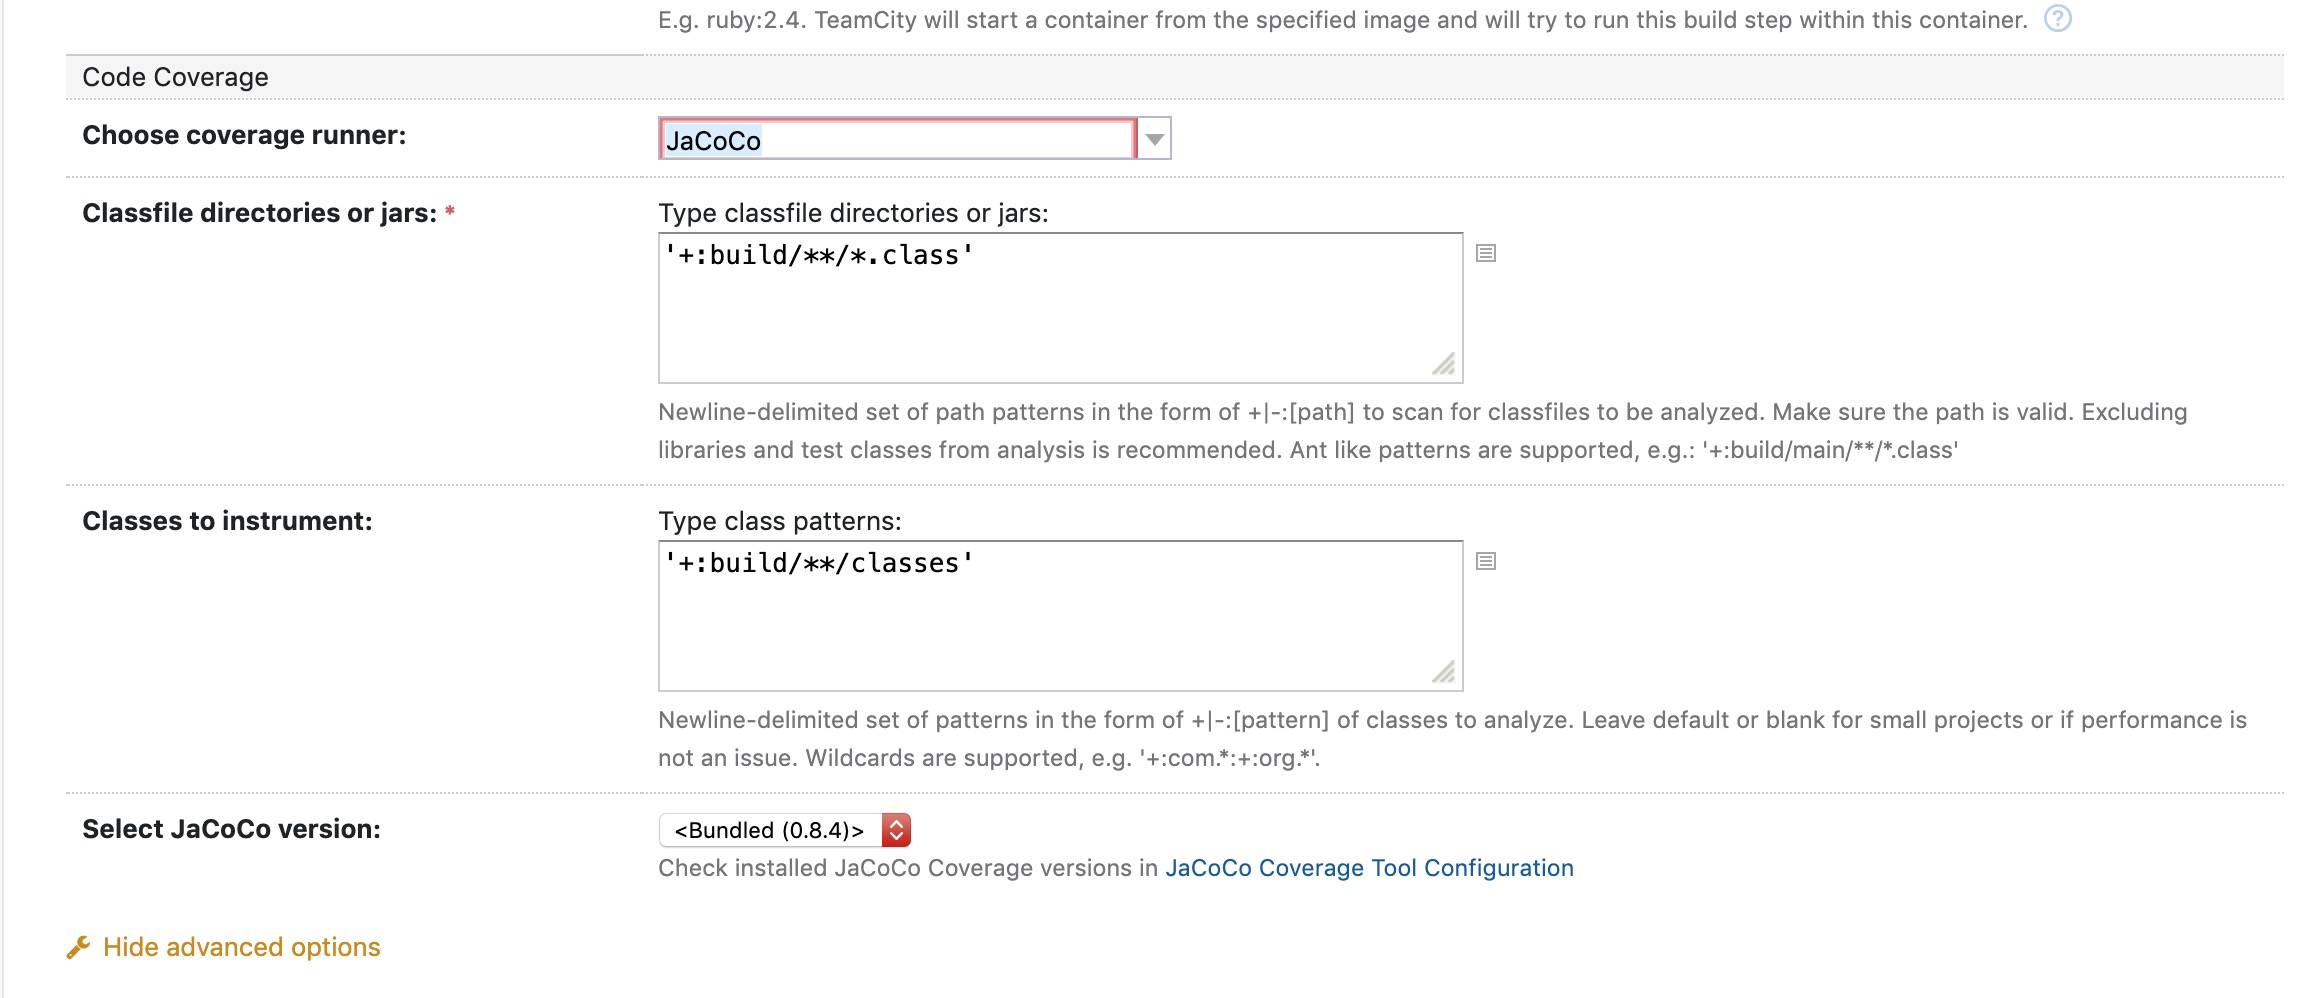 E.g. ruby:2.4. TeamCity will start a container from the specified image and will try to run this build step within this container. ?
Code Coverage
Choose coverage runner:
JaCoCo
Classfile directories or jars: *
Type classfile directories or jars:
'+:build/**/*.class'
Newline-delimited set of path patterns in the form of +|-:[path] to scan for classfiles to be analyzed. Make sure the path is valid. Excluding
libraries and test classes from analysis is recommended. Ant like patterns are supported, e.g.: '+:build/main/**/*.class'
Classes to instrument:
Type class patterns:
'+:build/**/classes'
Newline-delimited set of patterns in the form of +|-:[pattern] of classes to analyze. Leave default or blank for small projects or if performance is
not an issue. Wildcards are supported, e.g. '+:com.*:+:org.*'.
Select JaCoCo version:
<Bundled (0.8.4)>
Check installed JaCoCo Coverage versions in JaCoCo Coverage Tool Configuration
Hide advanced options